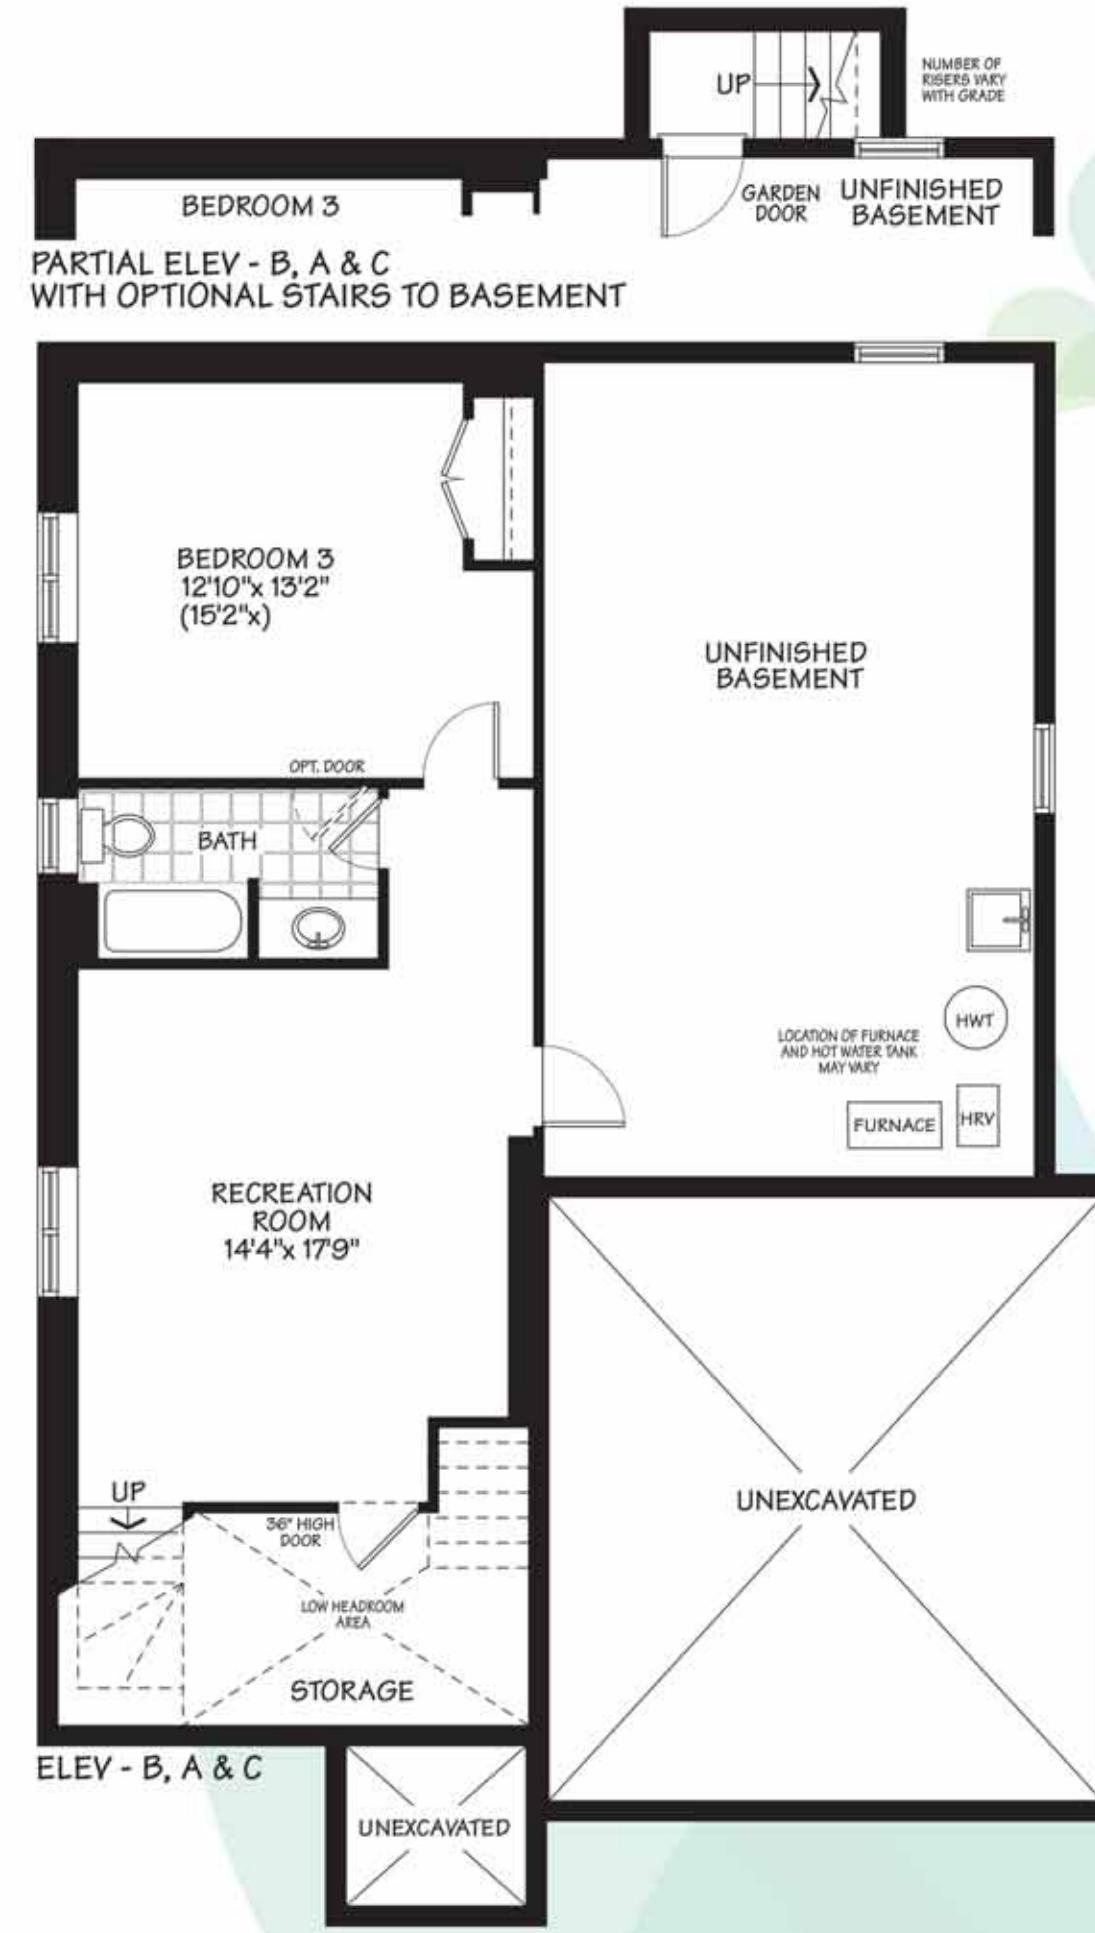 UP
NUMBER OF
RISERS VARY
WITH GRADE
BEDROOM 3
GARDEN
DOOR
UNFINISHED
BASEMENT
PARTIAL ELEV - B, A & C
WITH OPTIONAL STAIRS TO BASEMENT
BEDROOM 3
12'10"x 13'2"
(15'2"x)
UNFINISHED
BASEMENT
OPT. DOOR
BATH
HWT
LOCATION OF FURNACE
AND HOT WATER TANK
MAY VARY
FURNACE
HRV
RECREATION
ROOM
14'4"x 17'9"
UP
36" HIGH
DOOR
UNEXCAVATED
LOW HEADROOM
AREA
STORAGE
ELEV - B, A & C
UNEXCAVATED